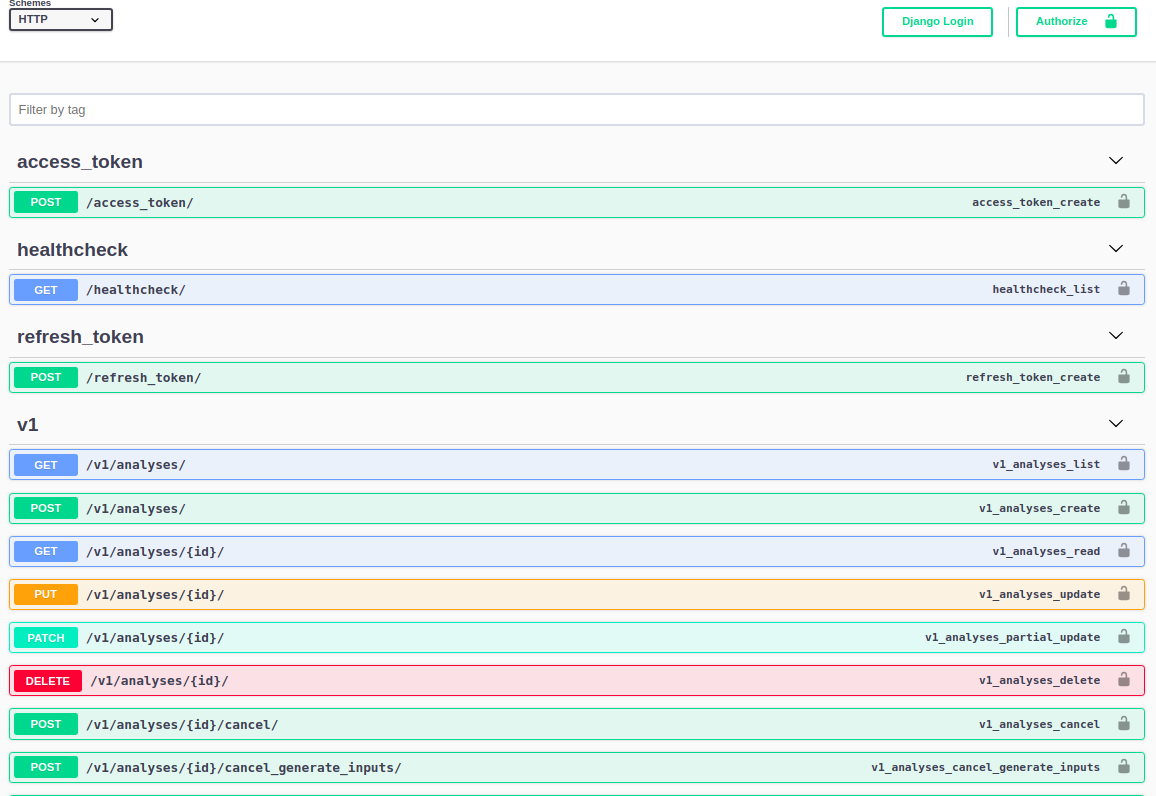 Schemes
HTTP
Django Login
Authorize
Filter by tag
access_token
POST /access_token/ access_token_create
healthcheck
GET /healthcheck/ healthcheck_list
refresh_token
POST /refresh_token/ refresh_token_create
v1
GET /v1/analyses/ v1_analyses_list
POST /v1/analyses/ v1_analyses_create
GET /v1/analyses/{id}/ v1_analyses_read
PUT /v1/analyses/{id}/ v1_analyses_update
PATCH /v1/analyses/{id}/ v1_analyses_partial_update
DELETE /v1/analyses/{id}/ v1_analyses_delete
POST /v1/analyses/{id}/cancel/ v1_analyses_cancel
POST /v1/analyses/{id}/cancel_generate_inputs/ v1_analyses_cancel_generate_inputs